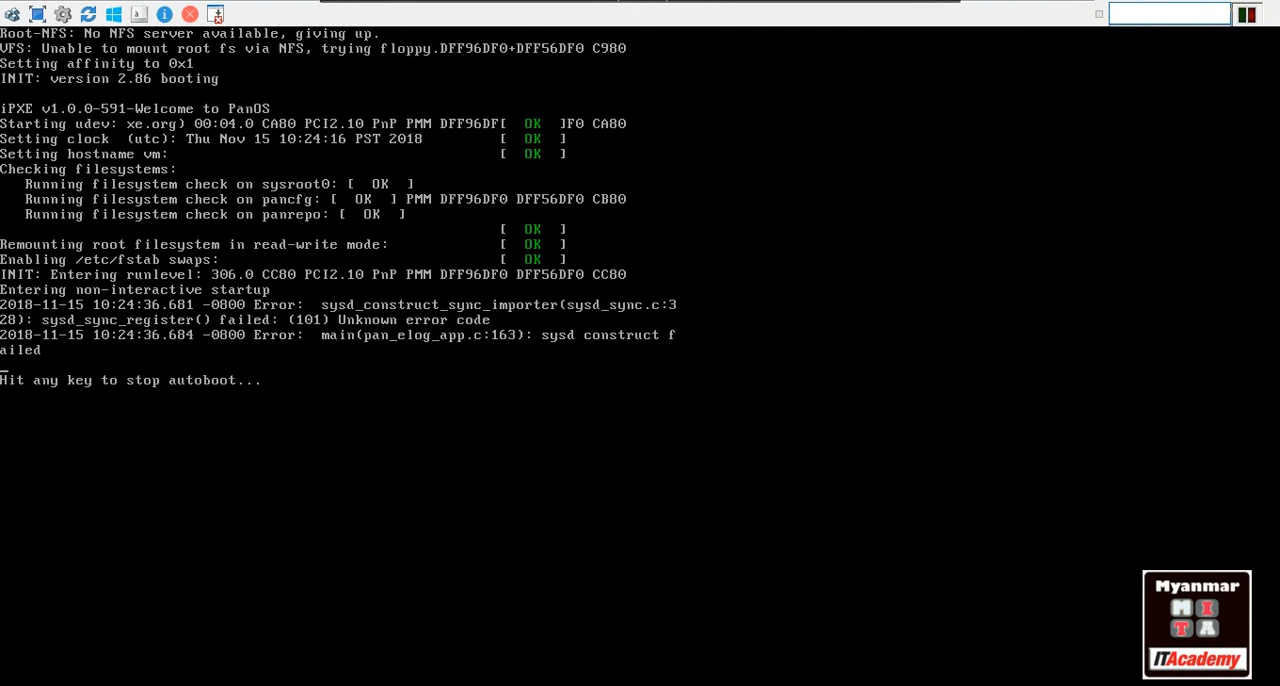 Root-NFS: No NFS server available, giving up.
VFS: Unable to mount root fs via NFS, trying floppy.DFF96DF0+DFF56DF0 C980
Setting affinity to 0x1
INIT: version 2.86 booting
iPXE v1.0.0-591-Welcome to PanOS
Starting udev: xe.org) 00:04.0 CA80 PCI2.10 PnP PMM DFF96DF[  OK  ]F0 CA80
Setting clock  (utc): Thu Nov 15 10:24:16 PST 2018 [  OK  ]
Setting hostname vm: [  OK  ]
Checking filesystems:
Running filesystem check on sysroot0: [  OK  ]
Running filesystem check on pancfg: [  OK  ] PMM DFF96DF0 DFF56DF0 CB80
Running filesystem check on panrepo: [  OK  ]
[  OK  ]
Remounting root filesystem in read-write mode: [  OK  ]
Enabling /etc/fstab swaps: [  OK  ]
INIT: Entering runlevel: 306.0 CC80 PCI2.10 PnP PMM DFF96DF0 DFF56DF0 CC80
Entering non-interactive startup
2018-11-15 10:24:36.681 -0800 Error:  sysd_construct_sync_importer(sysd_sync.c:3
28): sysd_sync_register() failed: (101) Unknown error code
2018-11-15 10:24:36.684 -0800 Error:  main(pan_elog_app.c:163): sysd construct f
ailed
Hit any key to stop autoboot...
Myanmar
M I
T A
ITAcademy